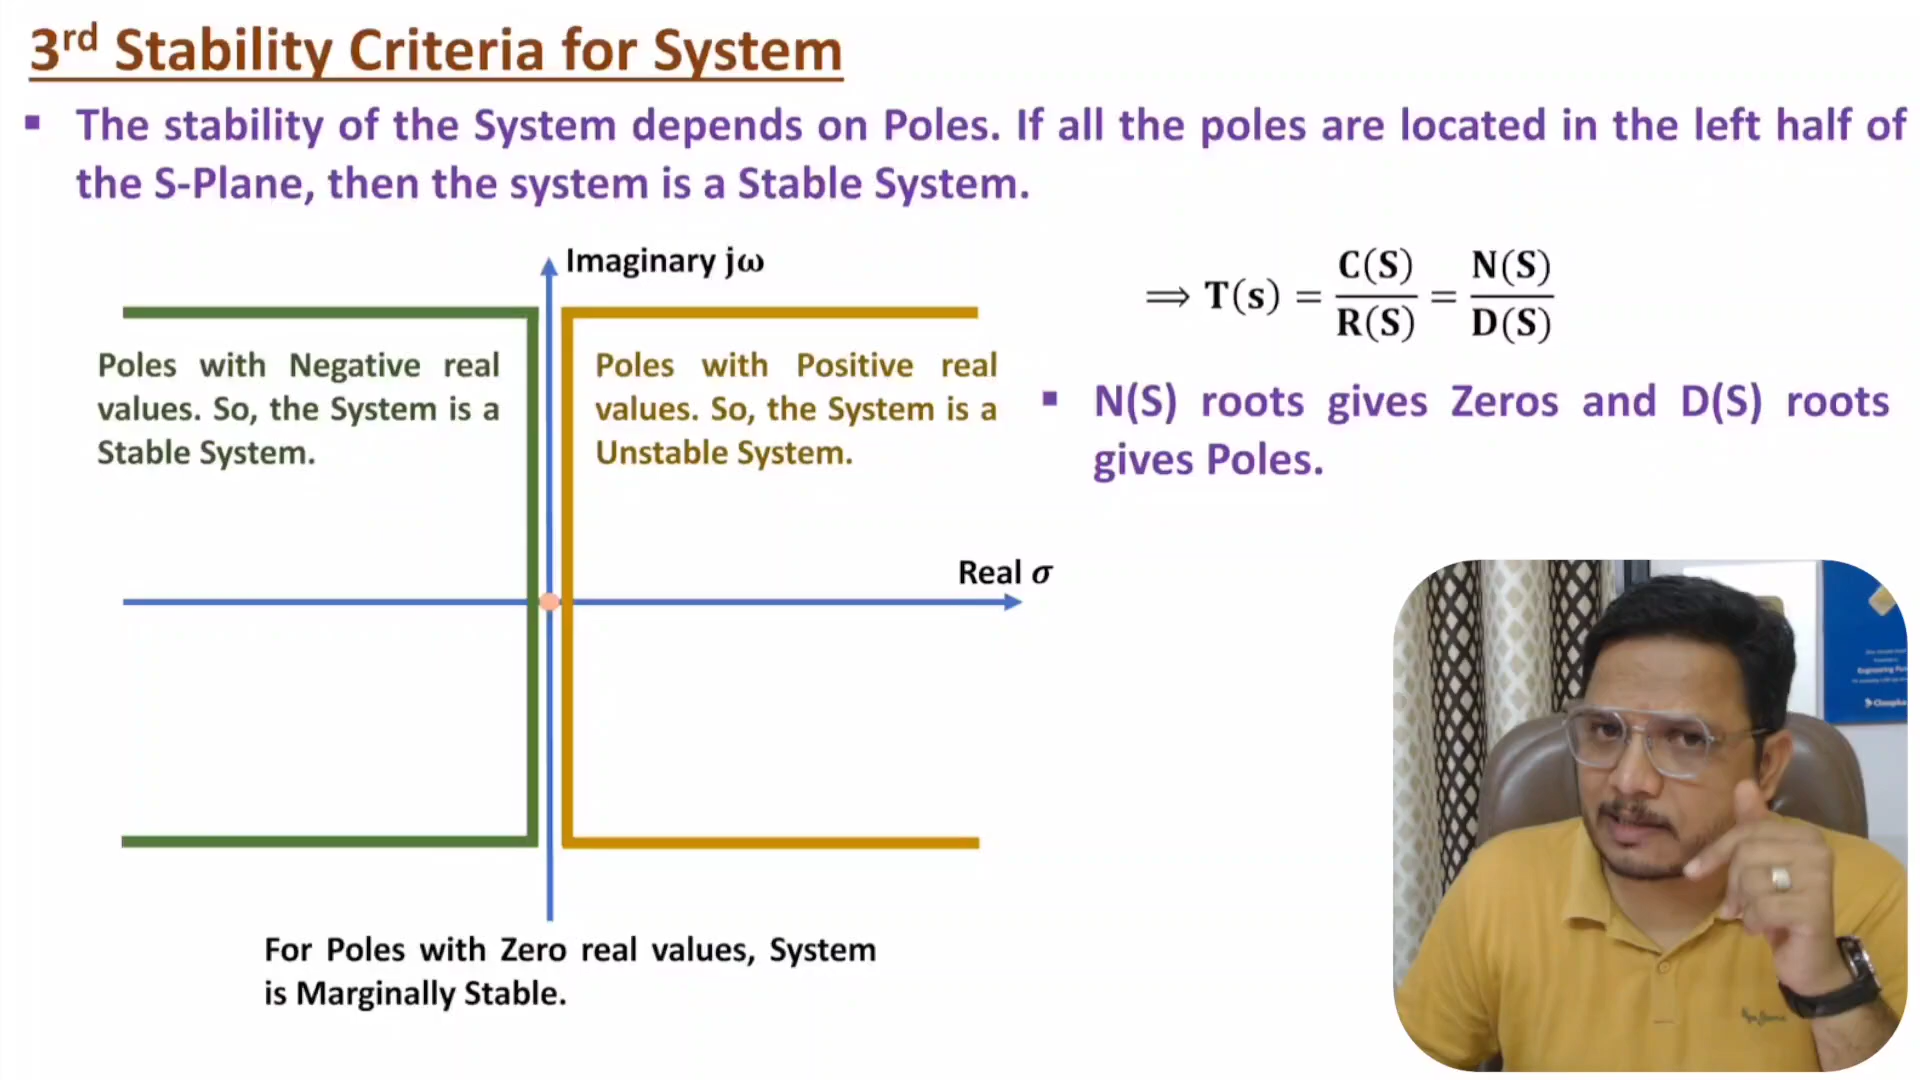 3rd Stability Criteria for System
▪ The stability of the System depends on Poles. If all the poles are located in the left half of
the S-Plane, then the system is a Stable System.
Imaginary jω
⟹ T(s) = C(S)/R(S) = N(S)/D(S)
Poles with Negative real
values. So, the System is a
Stable System.
Poles with Positive real
values. So, the System is a
Unstable System.
▪ N(S) roots gives Zeros and D(S) roots
gives Poles.
Real σ
For Poles with Zero real values, System
is Marginally Stable.